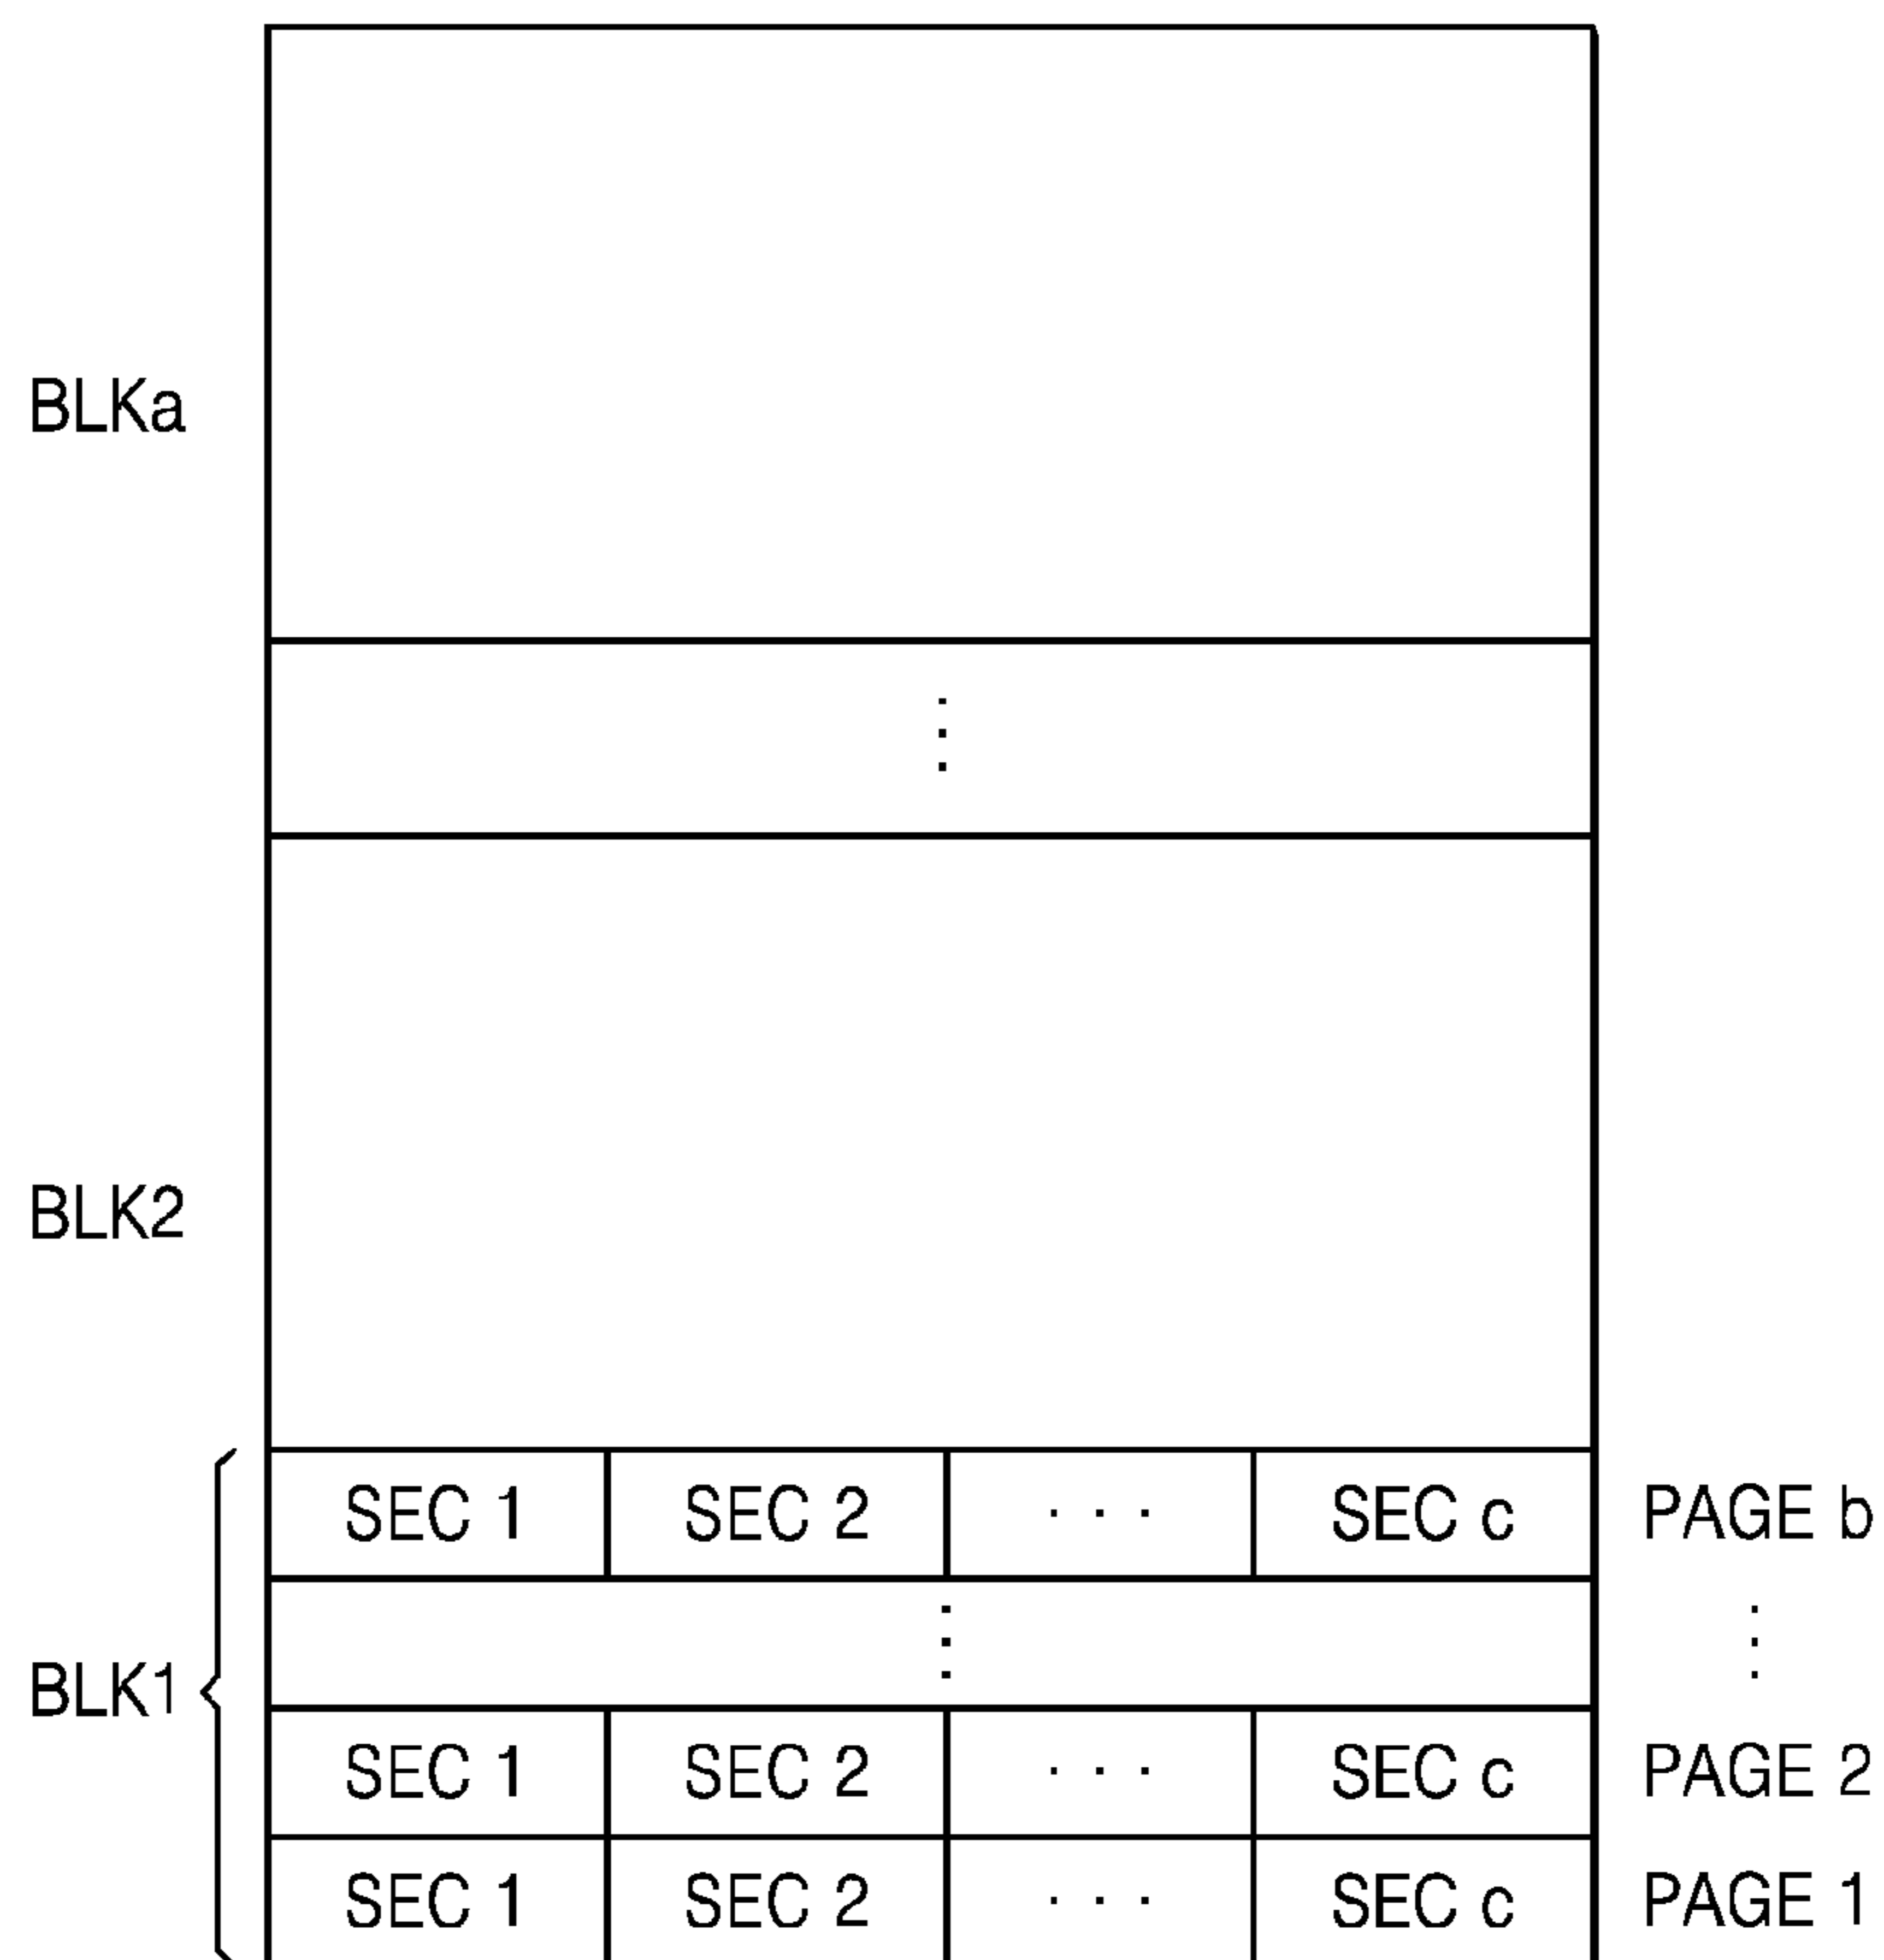 BLKa
⋮
BLK2
SEC 1 SEC 2 ··· SEC c PAGE b
⋮ ⋮
BLK1
SEC 1 SEC 2 ··· SEC c PAGE 2
SEC 1 SEC 2 ··· SEC c PAGE 1